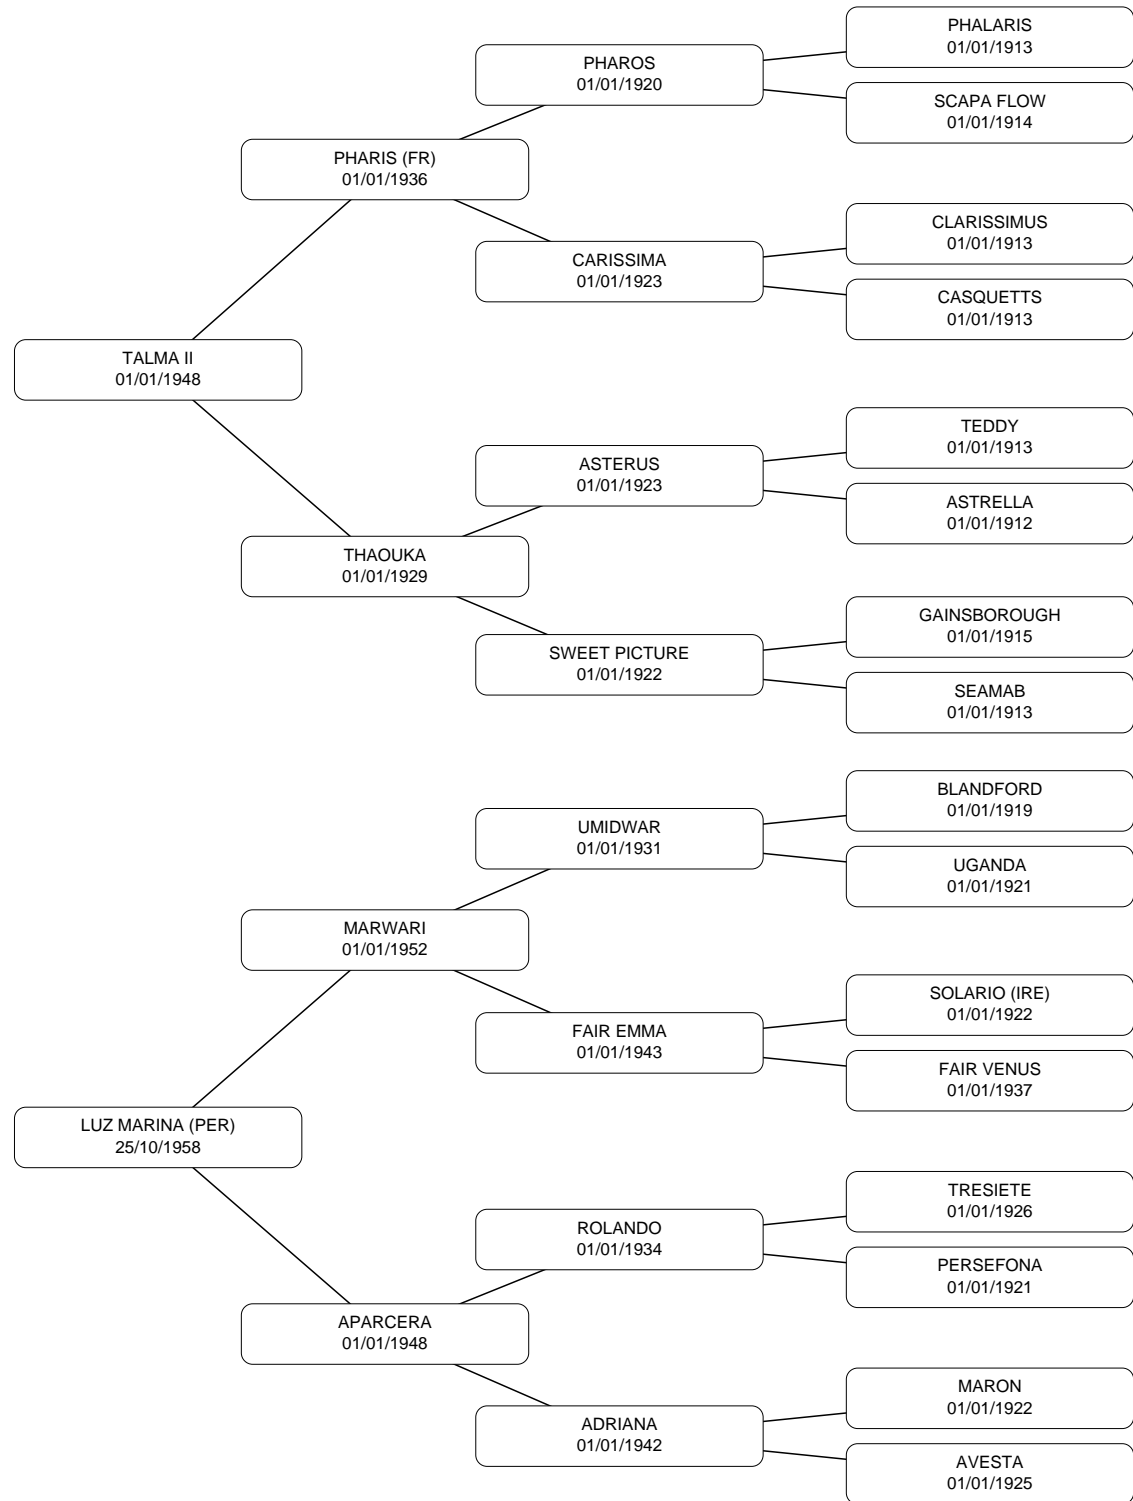 PHALARIS
01/01/1913
PHAROS
01/01/1920
SCAPA FLOW
01/01/1914
PHARIS (FR)
01/01/1936
CLARISSIMUS
01/01/1913
CARISSIMA
01/01/1923
CASQUETTS
01/01/1913
TALMA II
01/01/1948
TEDDY
01/01/1913
ASTERUS
01/01/1923
ASTRELLA
01/01/1912
THAOUKA
01/01/1929
GAINSBOROUGH
01/01/1915
SWEET PICTURE
01/01/1922
SEAMAB
01/01/1913
BLANDFORD
01/01/1919
UMIDWAR
01/01/1931
UGANDA
01/01/1921
MARWARI
01/01/1952
SOLARIO (IRE)
01/01/1922
FAIR EMMA
01/01/1943
FAIR VENUS
01/01/1937
LUZ MARINA (PER)
25/10/1958
TRESIETE
01/01/1926
ROLANDO
01/01/1934
PERSEFONA
01/01/1921
APARCERA
01/01/1948
MARON
01/01/1922
ADRIANA
01/01/1942
AVESTA
01/01/1925